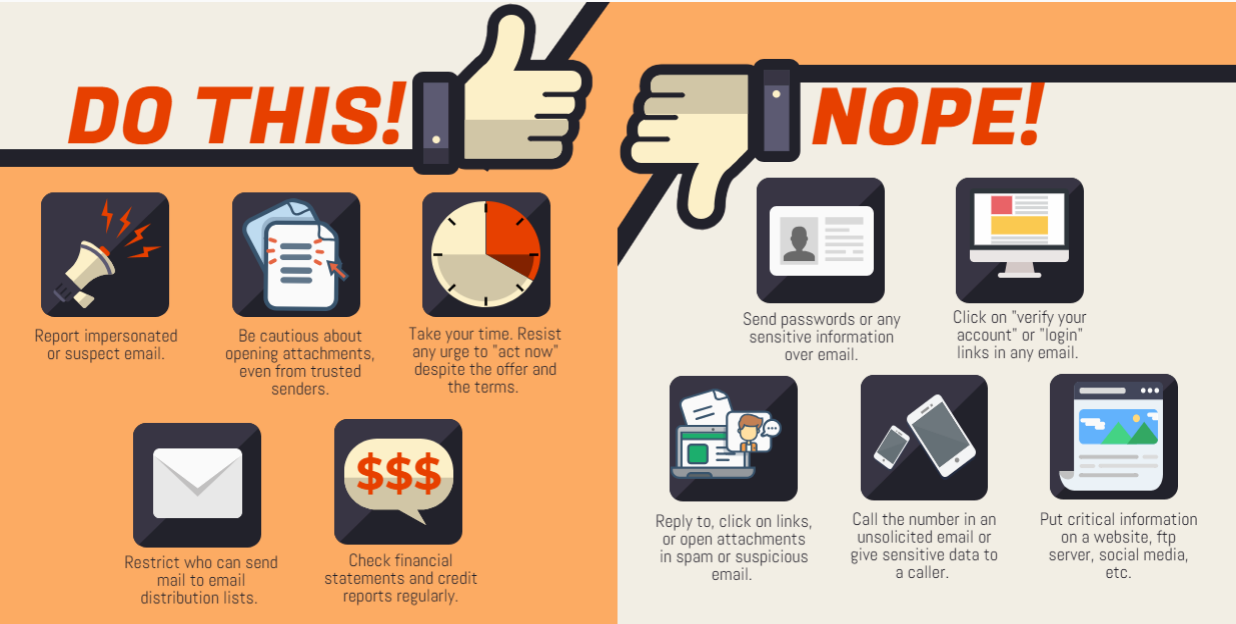 DO THIS!
NOPE!
Report impersonated
or suspect email.
Be cautious about
opening attachments,
even from trusted
senders.
Take your time. Resist
any urge to "act now"
despite the offer and
the terms.
Restrict who can send
mail to email
distribution lists.
$$$
Check financial
statements and credit
reports regularly.
Send passwords or any
sensitive information
over email.
Click on "verify your
account" or "login"
links in any email.
Reply to, click on links,
or open attachments
in spam or suspicious
email.
Call the number in an
unsolicited email or
give sensitive data to
a caller.
Put critical information
on a website, ftp
server, social media,
etc.